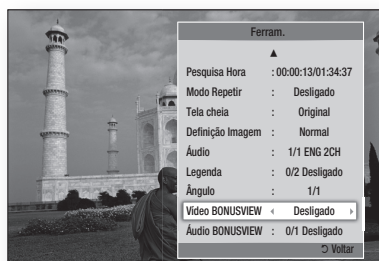 Ferram.
▲
Pesquisa Hora : 00:00:13/01:34:37
Modo Repetir : Desligado
Tela cheia : Original
Definição Imagem : Normal
Áudio : 1/1 ENG 2CH
Legenda : 0/2 Desligado
Ângulo : 1/1
Vídeo BONUSVIEW ◂ Desligado ▸
Áudio BONUSVIEW : 0/1 Desligado
↩ Voltar